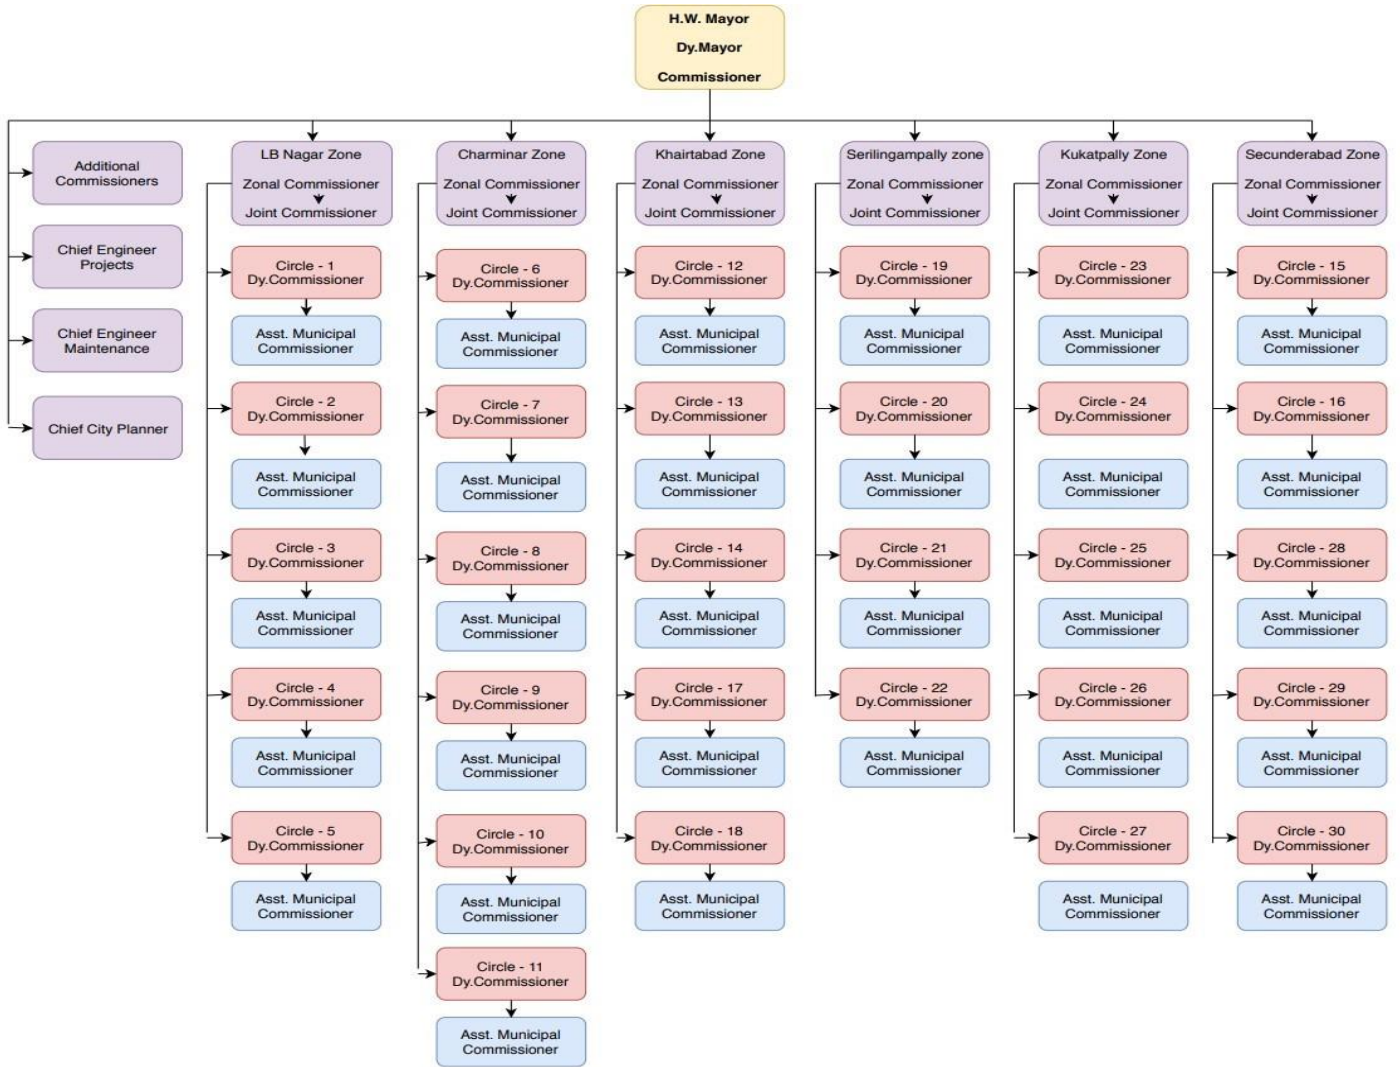 H.W. Mayor
Dy.Mayor
Commissioner
Additional
Commissioners
Chief Engineer
Projects
Chief Engineer
Maintenance
Chief City Planner
LB Nagar Zone
Zonal Commissioner
Joint Commissioner
Circle - 1
Dy.Commissioner
Asst. Municipal
Commissioner
Circle - 2
Dy.Commissioner
Asst. Municipal
Commissioner
Circle - 3
Dy.Commissioner
Asst. Municipal
Commissioner
Circle - 4
Dy.Commissioner
Asst. Municipal
Commissioner
Circle - 5
Dy.Commissioner
Asst. Municipal
Commissioner
Charminar Zone
Zonal Commissioner
Joint Commissioner
Circle - 6
Dy.Commissioner
Asst. Municipal
Commissioner
Circle - 7
Dy.Commissioner
Asst. Municipal
Commissioner
Circle - 8
Dy.Commissioner
Asst. Municipal
Commissioner
Circle - 9
Dy.Commissioner
Asst. Municipal
Commissioner
Circle - 10
Dy.Commissioner
Asst. Municipal
Commissioner
Circle - 11
Dy.Commissioner
Asst. Municipal
Commissioner
Khairtabad Zone
Zonal Commissioner
Joint Commissioner
Circle - 12
Dy.Commissioner
Asst. Municipal
Commissioner
Circle - 13
Dy.Commissioner
Asst. Municipal
Commissioner
Circle - 14
Dy.Commissioner
Asst. Municipal
Commissioner
Circle - 17
Dy.Commissioner
Asst. Municipal
Commissioner
Circle - 18
Dy.Commissioner
Asst. Municipal
Commissioner
Serilingampally zone
Zonal Commissioner
Joint Commissioner
Circle - 19
Dy.Commissioner
Asst. Municipal
Commissioner
Circle - 20
Dy.Commissioner
Asst. Municipal
Commissioner
Circle - 21
Dy.Commissioner
Asst. Municipal
Commissioner
Circle - 22
Dy.Commissioner
Asst. Municipal
Commissioner
Kukatpally Zone
Zonal Commissioner
Joint Commissioner
Circle - 23
Dy.Commissioner
Asst. Municipal
Commissioner
Circle - 24
Dy.Commissioner
Asst. Municipal
Commissioner
Circle - 25
Dy.Commissioner
Asst. Municipal
Commissioner
Circle - 26
Dy.Commissioner
Asst. Municipal
Commissioner
Circle - 27
Dy.Commissioner
Asst. Municipal
Commissioner
Secunderabad Zone
Zonal Commissioner
Joint Commissioner
Circle - 15
Dy.Commissioner
Asst. Municipal
Commissioner
Circle - 16
Dy.Commissioner
Asst. Municipal
Commissioner
Circle - 28
Dy.Commissioner
Asst. Municipal
Commissioner
Circle - 29
Dy.Commissioner
Asst. Municipal
Commissioner
Circle - 30
Dy.Commissioner
Asst. Municipal
Commissioner